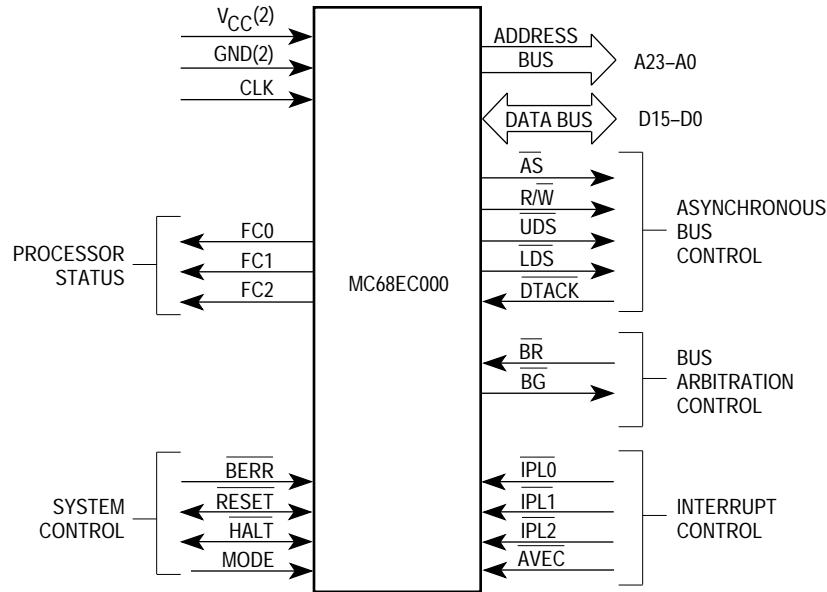 VCC(2)
GND(2)
CLK
ADDRESS
BUS
A23–A0
DATA BUS
D15–D0
AS
R/W
UDS
LDS
DTACK
ASYNCHRONOUS
BUS
CONTROL
PROCESSOR
STATUS
FC0
FC1
FC2
MC68EC000
BR
BG
BUS
ARBITRATION
CONTROL
SYSTEM
CONTROL
BERR
RESET
HALT
MODE
IPL0
IPL1
IPL2
AVEC
INTERRUPT
CONTROL